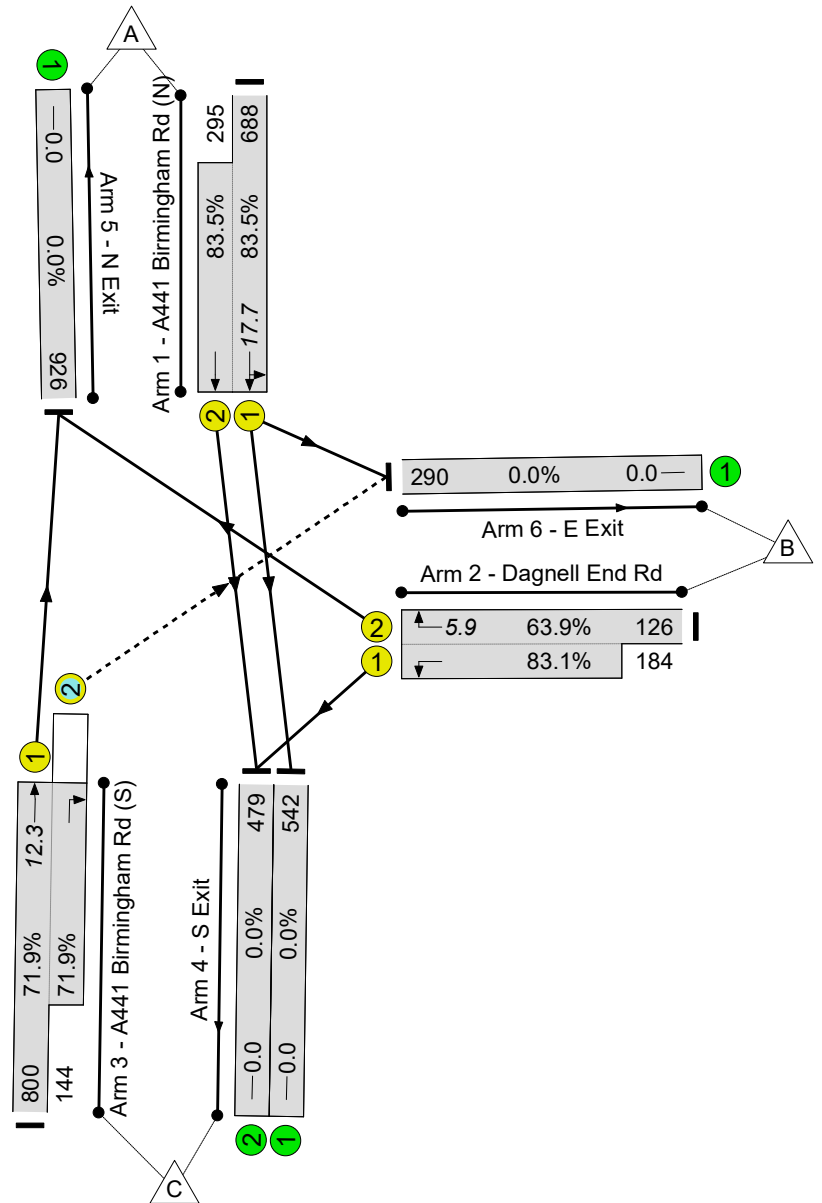 A
1
0.0
0.0%
926
Arm 5 - N Exit
Arm 1 - A441 Birmingham Rd (N)
295
83.5%
688
83.5%
17.7
2
1
290 0.0% 0.0
1
Arm 6 - E Exit
B
Arm 2 - Dagnell End Rd
2
5.9 63.9% 126
1
83.1% 184
2
1
12.3
71.9%
800
71.9%
144
Arm 3 - A441 Birmingham Rd (S)
Arm 4 - S Exit
479
0.0%
0.0
542
0.0%
0.0
2
1
C